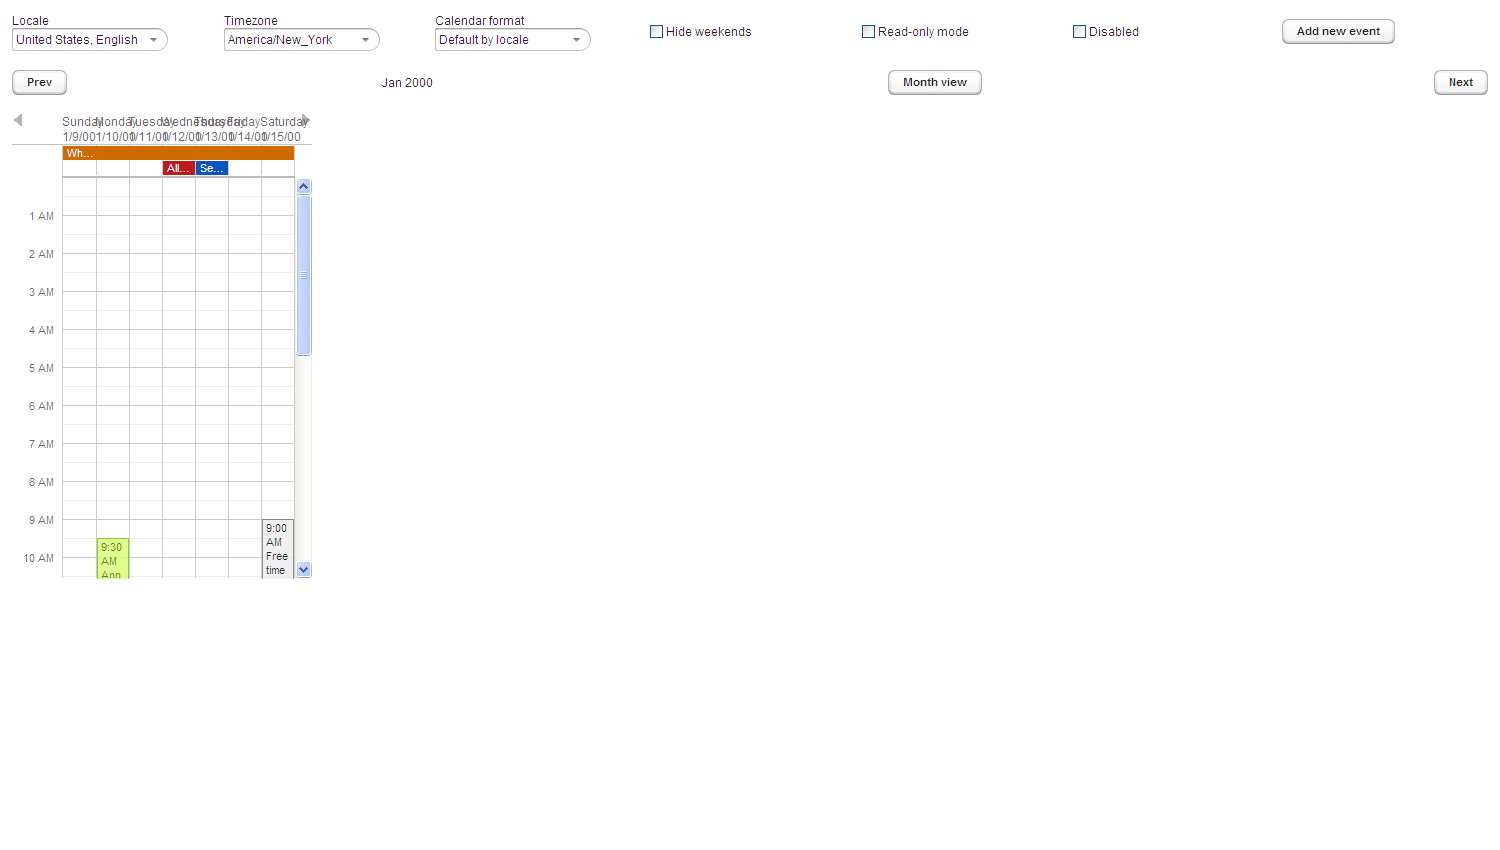 Locale
Timezone
Calendar format
United States, English
America/New_York
Default by locale
Hide weekends
Read-only mode
Disabled
Add new event
Prev
Jan 2000
Month view
Next
Sunday Monday Tuesday Wednesday Thursday Friday Saturday
1/9/00 1/10/00 1/11/00 1/12/00 1/13/00 1/14/00 1/15/00
Wh...
All... Se...
1 AM
2 AM
3 AM
4 AM
5 AM
6 AM
7 AM
8 AM
9 AM
9:00
AM
Free
time
9:30
AM
App
10 AM